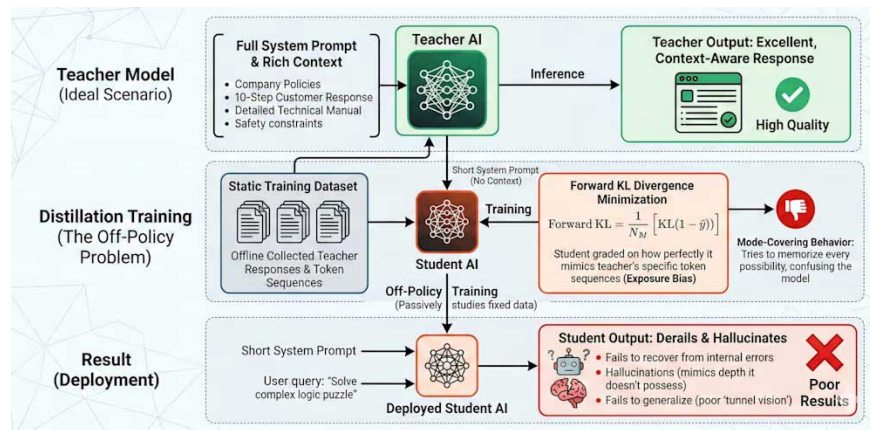 Teacher Model
(Ideal Scenario)
Full System Prompt
& Rich Context
• Company Policies
• 10-Step Customer Response
• Detailed Technical Manual
• Safety constraints
Teacher AI
Inference
Teacher Output: Excellent,
Context-Aware Response
High Quality
Distillation Training
(The Off-Policy
Problem)
Static Training Dataset
Offline Collected Teacher
Responses & Token
Sequences
Short System Prompt
(No Context)
Student AI
Training
Forward KL Divergence
Minimization
Forward KL = 1/N_M [KL(1 − ŷ))]
Student graded on how perfectly it
mimics teacher's specific token
sequences (Exposure Bias)
Mode-Covering Behavior:
Tries to memorize every
possibility, confusing the
model
Off-Policy Training
(Passively studies fixed data)
Result
(Deployment)
Short System Prompt
User query: "Solve
complex logic puzzle"
Deployed Student AI
Student Output: Derails & Hallucinates
? ?
• Fails to recover from internal errors
• Hallucinations (mimics depth it
doesn't possess)
• Fails to generalize (poor 'tunnel vision')
Poor
Results